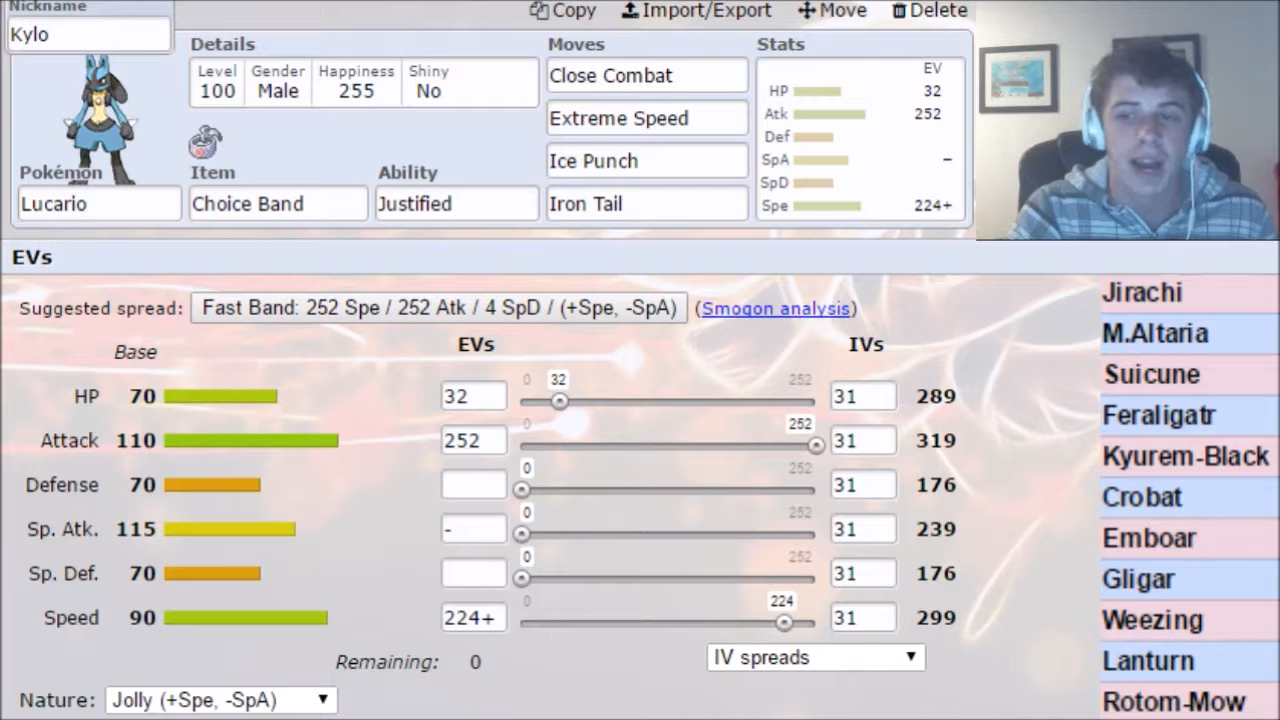 Nickname
Kylo
Copy Import/Export Move Delete
Details
Level Gender Happiness Shiny
100 Male 255 No
Pokémon
Lucario
Item
Choice Band
Ability
Justified
Moves
Close Combat
Extreme Speed
Ice Punch
Iron Tail
Stats
EV
HP 32
Atk 252
Def
SpA –
SpD
Spe 224+
EVs
Suggested spread: Fast Band: 252 Spe / 252 Atk / 4 SpD / (+Spe, -SpA) (Smogon analysis)
Base EVs IVs
HP 70 32 0 32 252 31 289
Attack 110 252 0 252 31 319
Defense 70 0 252 31 176
Sp. Atk. 115 - 0 252 31 239
Sp. Def. 70 0 252 31 176
Speed 90 224+ 0 224 31 299
Remaining: 0 IV spreads
Nature: Jolly (+Spe, -SpA)
Jirachi
M.Altaria
Suicune
Feraligatr
Kyurem-Black
Crobat
Emboar
Gligar
Weezing
Lanturn
Rotom-Mow